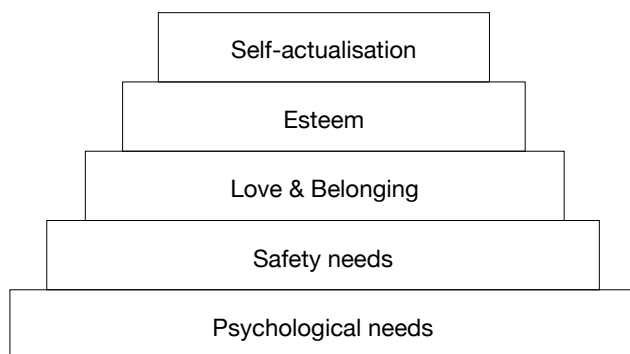 Self-actualisation
Esteem
Love & Belonging
Safety needs
Psychological needs